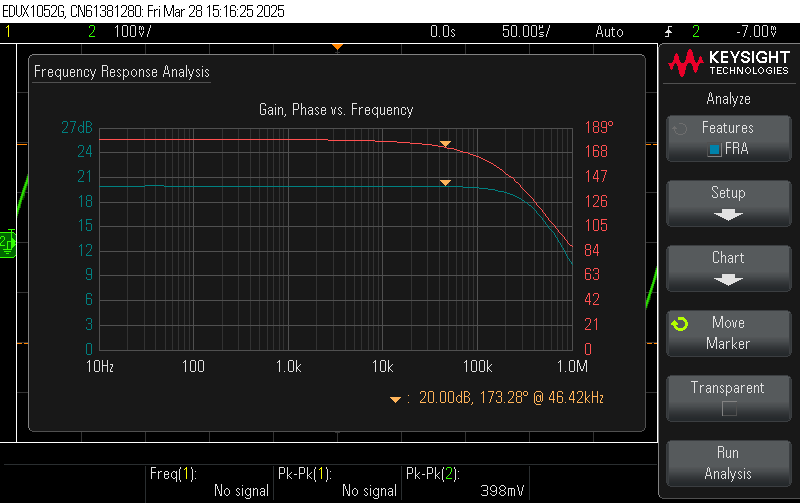 EDUX1052G, CN61381280: Fri Mar 28 15:16:25 2025
1 2 100♉/ 0.0s 50.00♉/ Auto 2 -7.00♉
KEYSIGHT
TECHNOLOGIES
Analyze
Features
FRA
Setup
Chart
Move
Marker
Transparent
Run
Analysis
Frequency Response Analysis
Gain, Phase vs. Frequency
27dB 189°
24 168
21 147
18 126
15 105
12 84
9 63
6 42
3 21
0 0
10Hz 100 1.0k 10k 100k 1.0M
: 20.00dB, 173.28° @ 46.42kHz
2
Freq(1): Pk-Pk(1): Pk-Pk(2):
No signal No signal 398mV